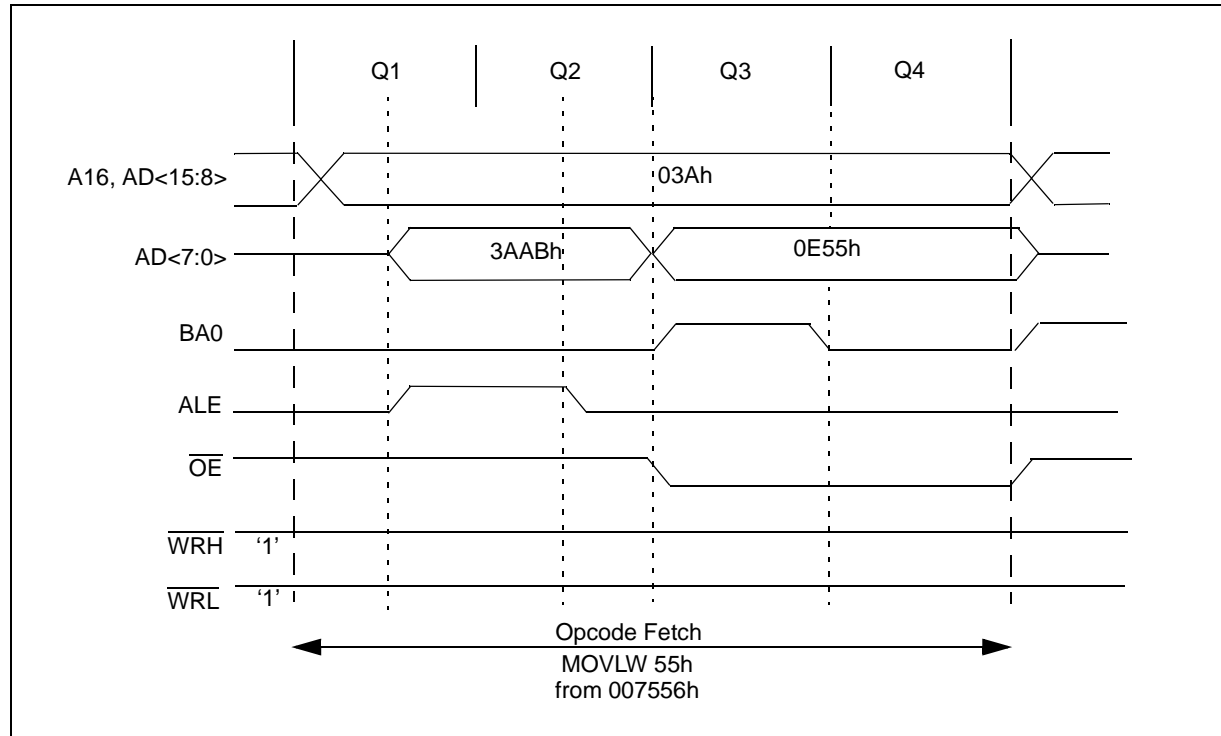 Q1 Q2 Q3 Q4
A16, AD<15:8> 03Ah
AD<7:0> 3AABh 0E55h
BA0
ALE
OE
WRH '1'
WRL '1'
Opcode Fetch
MOVLW 55h
from 007556h